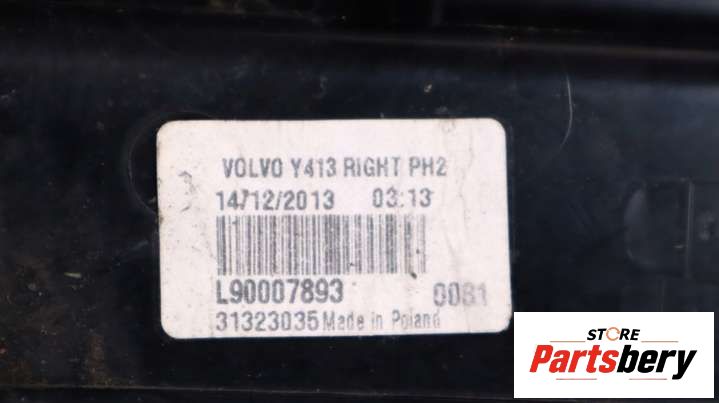 VOLVO Y413 RIGHT PH2
14/12/2013 03:13
L90007893 0081
31323035 Made in Poland
STORE
Partsbery